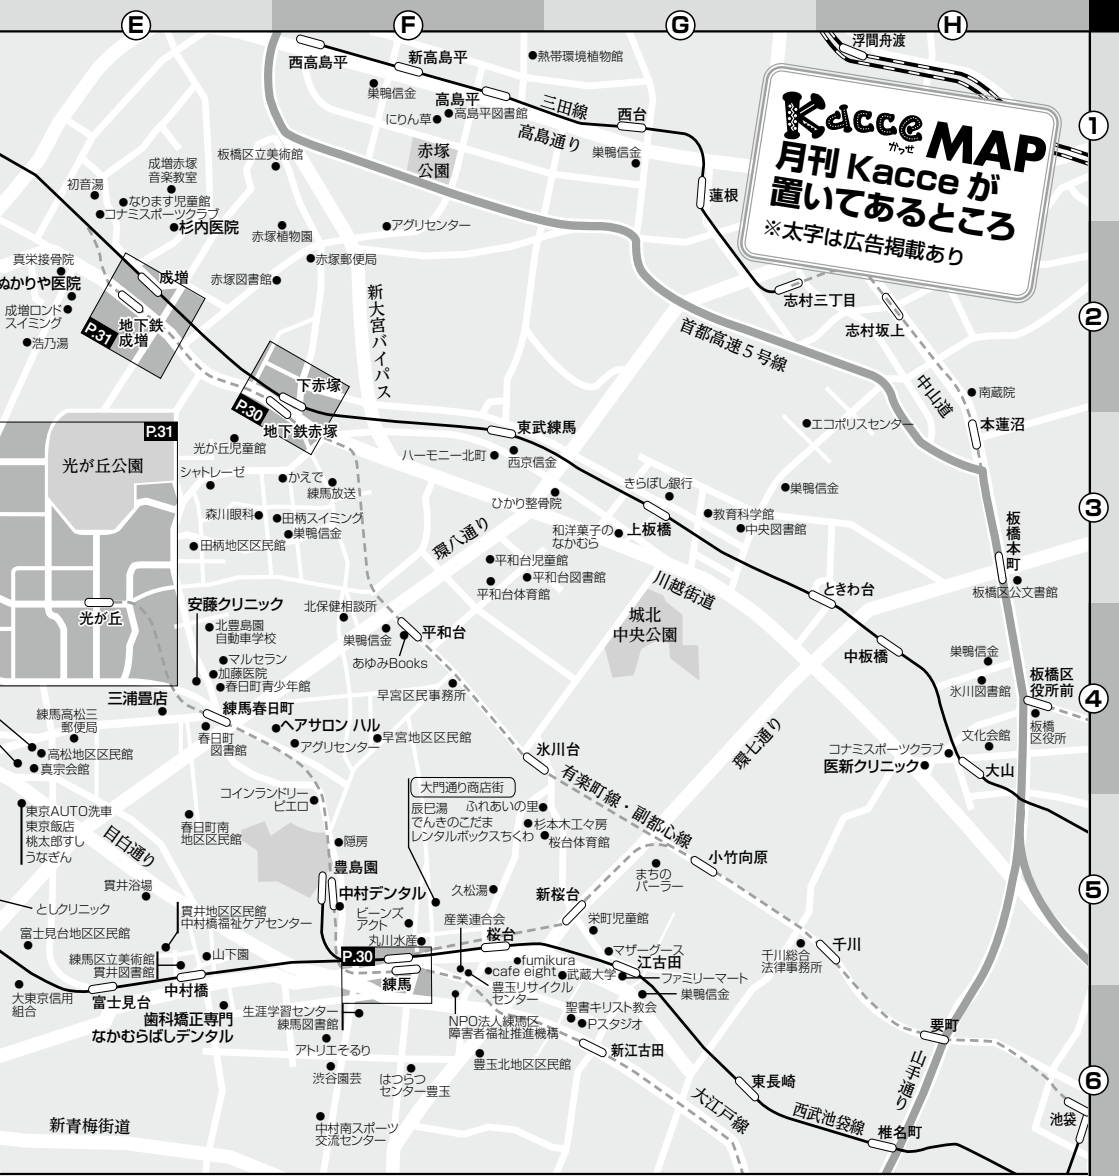 E
F
G
H
1
2
3
4
5
6
Kacce MAP
かっせ
月刊 Kacce が
置いてあるところ
※太字は広告掲載あり
浮間舟渡
西高島平
新高島平
熱帯環境植物館
巣鴨信金
高島平
高島平図書館
にりん草
三田線
高島通り
西台
巣鴨信金
赤塚
公園
蓮根
成増赤塚
音楽教室
板橋区立美術館
初音湯
なります児童館
コナミスポーツクラブ
杉内医院
赤塚植物園
アグリセンター
真栄接骨院
ぬかりや医院
成増
赤塚郵便局
赤塚図書館
成増ロンド
スイミング
浩乃湯
地下鉄
成増
P.31
新大宮バイパス
志村三丁目
志村坂上
首都高速5号線
中山道
下赤塚
P.30
地下鉄赤塚
南蔵院
本蓮沼
エコポリスセンター
東武練馬
ハーモニー北町
西京信金
P.31
光が丘公園
光が丘児童館
シャトレーゼ
かえで
練馬放送
森川眼科
田柄スイミング
巣鴨信金
田柄地区区民館
ひかり整骨院
きらぼし銀行
巣鴨信金
教育科学館
中央図書館
和洋菓子の
なかむら
上板橋
環八通り
平和台児童館
平和台図書館
平和台体育館
川越街道
板橋本町
板橋区公文書館
ときわ台
光が丘
安藤クリニック
北豊島園
自動車学校
北保健相談所
巣鴨信金
平和台
あゆみBooks
城北
中央公園
中板橋
巣鴨信金
氷川図書館
板橋区
役所前
マルセラン
加藤医院
春日町青少年館
早宮区民事務所
三浦畳店
練馬春日町
ヘアサロン ハル
練馬高松三
郵便局
高松地区区民館
真宗会館
春日町
図書館
アグリセンター
早宮地区区民館
氷川台
環七通り
コナミスポーツクラブ
医新クリニック
文化会館
板橋
区役所
大山
大門通り商店街
辰巳湯
でんきのこだま
レンタルボックスちくわ
ふれあいの里
杉本木工々房
桜台体育館
有楽町線・副都心線
コインランドリー
ピエロ
東京AUTO洗車
東京飯店
桃太郎すし
うなぎん
目白通り
春日町南
地区区民館
隠房
豊島園
中村デンタル
小竹向原
まちの
パーラー
貫井浴場
としクリニック
富士見台地区区民館
貫井地区区民館
中村橋福祉ケアセンター
久松湯
新桜台
ビーンズ
アクト
産業連合会
丸川水産
桜台
栄町児童館
千川
千川総合
法律事務所
練馬区立美術館
貫井図書館
山下園
P.30
練馬
fumikura
cafe eight
豊玉リサイクル
センター
マザーグース
武蔵大学
江古田
ファミリーマート
巣鴨信金
大東京信用
組合
富士見台
中村橋
歯科矯正専門
なかむらばしデンタル
生涯学習センター
練馬図書館
NPO法人練馬区
障害者福祉推進機構
聖書キリスト教会
Pスタジオ
要町
アトリエそるり
渋谷園芸
はつらつ
センター豊玉
豊玉北地区区民館
新江古田
山手通り
東長崎
大江戸線
西武池袋線
椎名町
池袋
新青梅街道
中村南スポーツ
交流センター